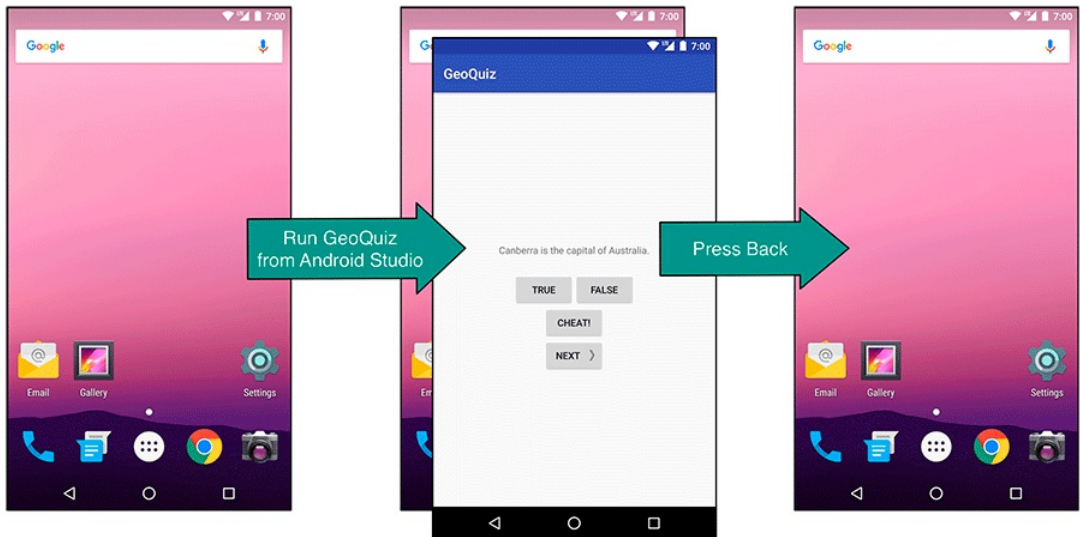 7:00
Google
Email
Gallery
Settings
Run GeoQuiz
from Android Studio
7:00
G
Em
7:00
GeoQuiz
Canberra is the capital of Australia.
TRUE
FALSE
CHEAT!
NEXT
Press Back
7:00
Google
Email
Gallery
Settings